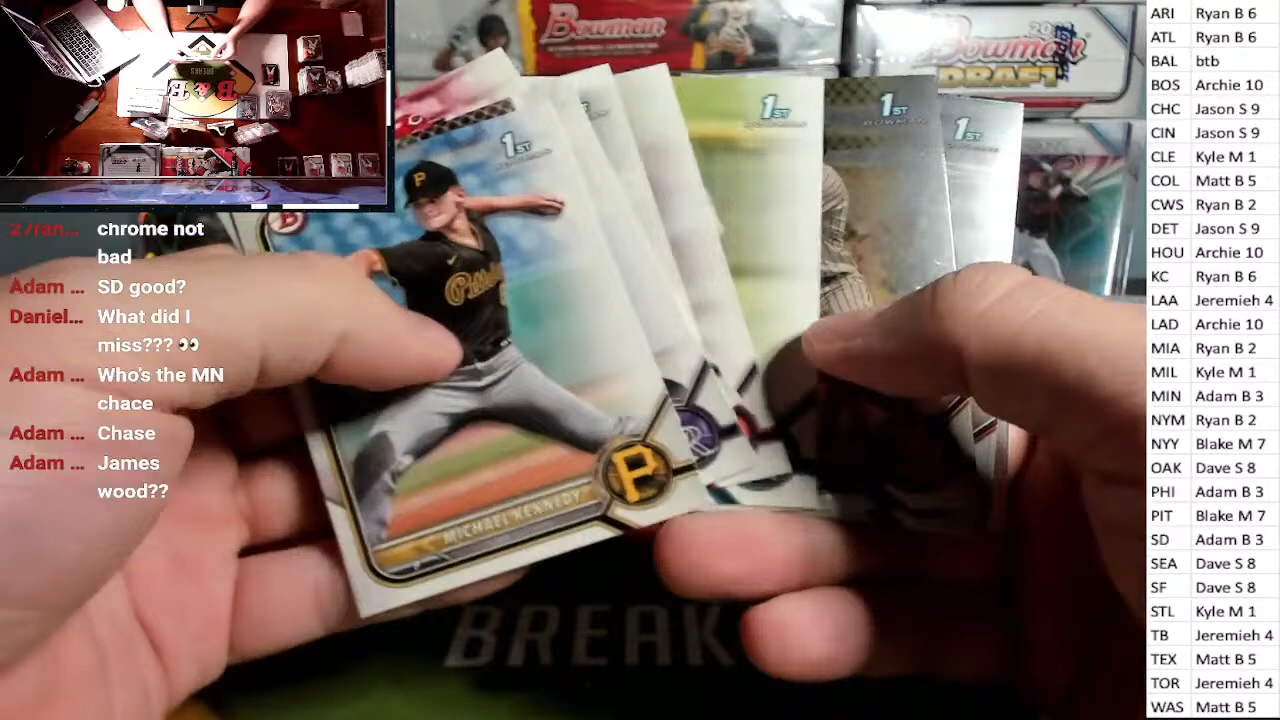 27ran... chrome not
bad
Adam ... SD good?
Daniel... What did I
miss??? 👀
Adam ... Who's the MN
chace
Adam ... Chase
Adam ... James
wood??
BREAKS
B&B
Bowman
Bowman
DRAFT
1ST
1ST
1ST
1ST
P
Pi
P
MICHAEL KENNEDY
P
BREAK
ARI Ryan B 6
ATL Ryan B 6
BAL btb
BOS Archie 10
CHC Jason S 9
CIN Jason S 9
CLE Kyle M 1
COL Matt B 5
CWS Ryan B 2
DET Jason S 9
HOU Archie 10
KC Ryan B 6
LAA Jeremieh 4
LAD Archie 10
MIA Ryan B 2
MIL Kyle M 1
MIN Adam B 3
NYM Ryan B 2
NYY Blake M 7
OAK Dave S 8
PHI Adam B 3
PIT Blake M 7
SD Adam B 3
SEA Dave S 8
SF Dave S 8
STL Kyle M 1
TB Jeremieh 4
TEX Matt B 5
TOR Jeremieh 4
WAS Matt B 5